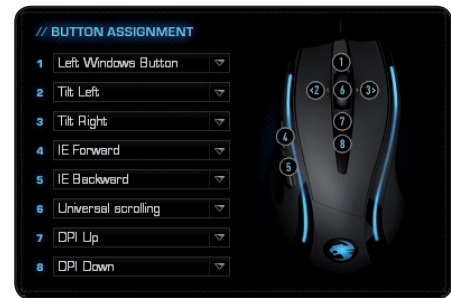 // BUTTON ASSIGNMENT
1 Left Windows Button
2 Tilt Left
3 Tilt Right
4 IE Forward
5 IE Backward
6 Universal scrolling
7 DPI Up
8 DPI Down
1
<2 6 3>
7
4 8
5